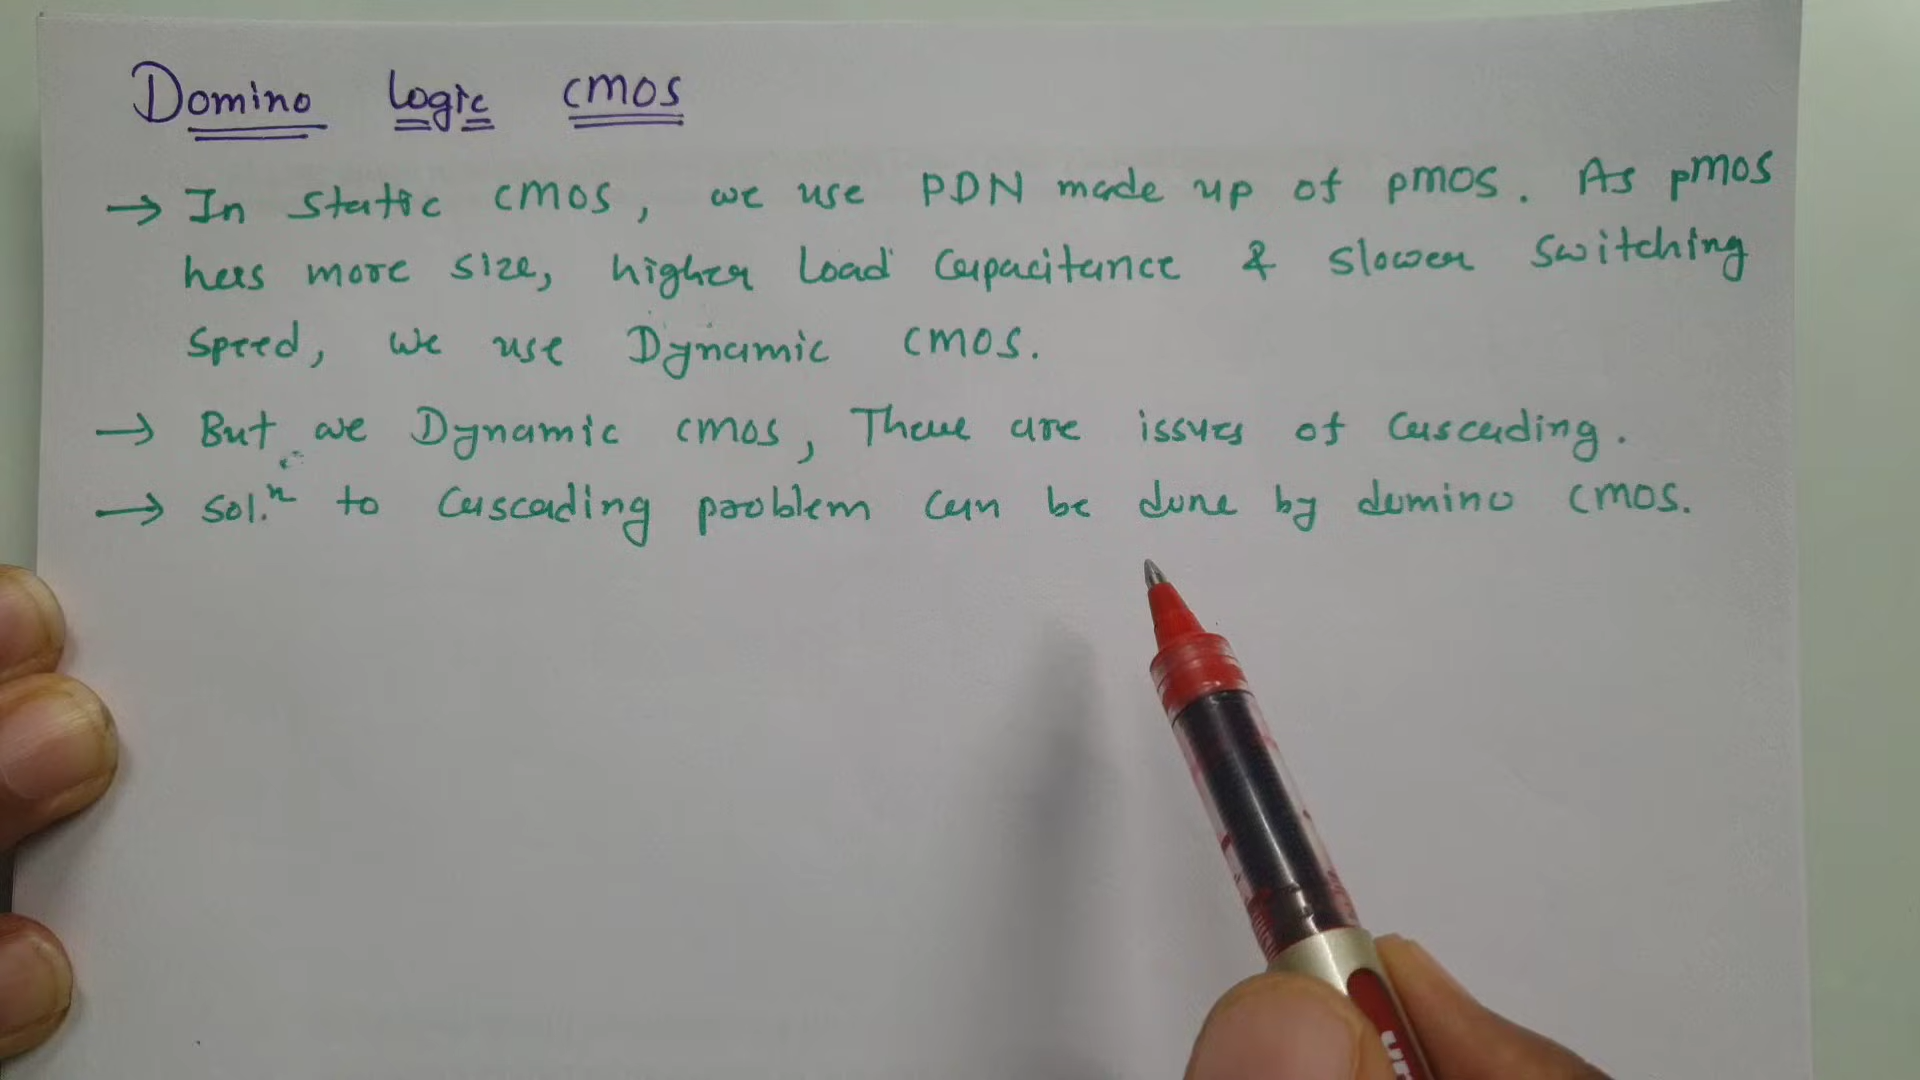 Domino Logic CMOS
→ In static CMOS, we use PDN made up of PMOS. As PMOS
has more size, higher Load Capacitance & slower switching
speed, we use Dynamic CMOS.
→ But we Dynamic CMOS, There are issues of Cascading.
→ Sol.n to Cascading problem can be done by domino CMOS.